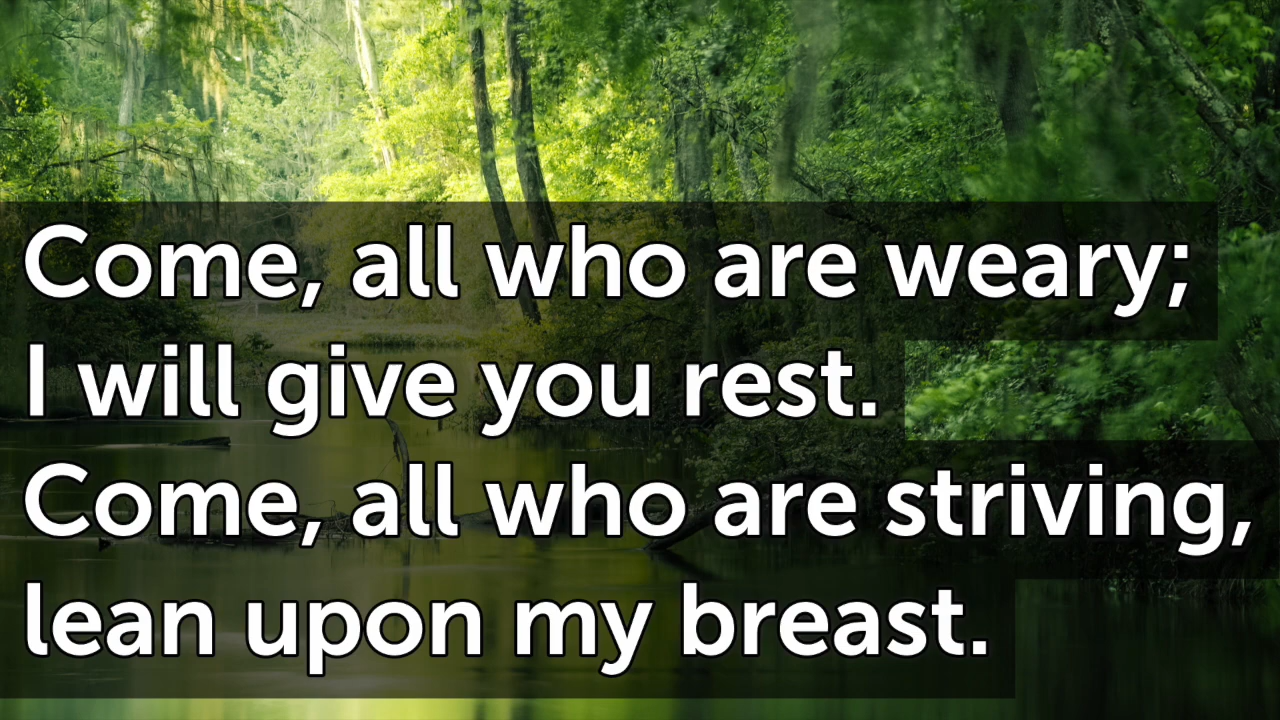 Come, all who are weary;
I will give you rest.
Come, all who are striving,
lean upon my breast.